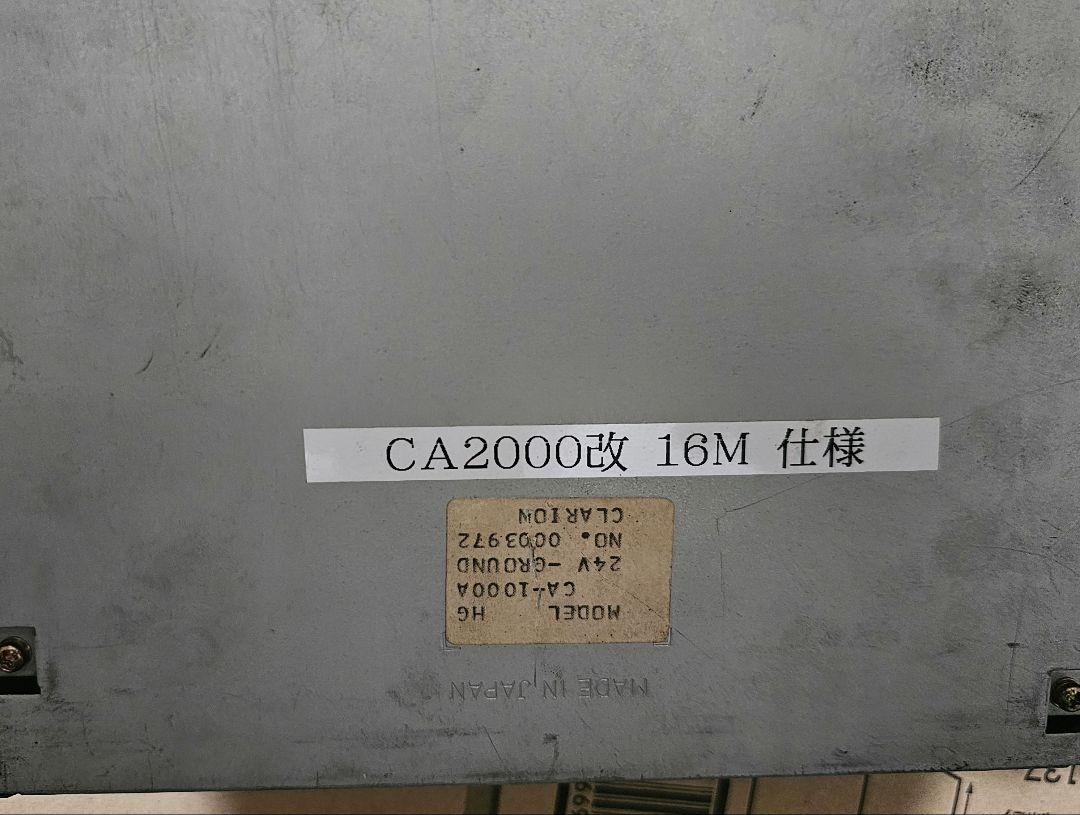 CA2000改 16M 仕様
MODEL HG
CA-1000A
24V -GROUND
NO. 0003972
CLARION
MADE IN JAPAN
137